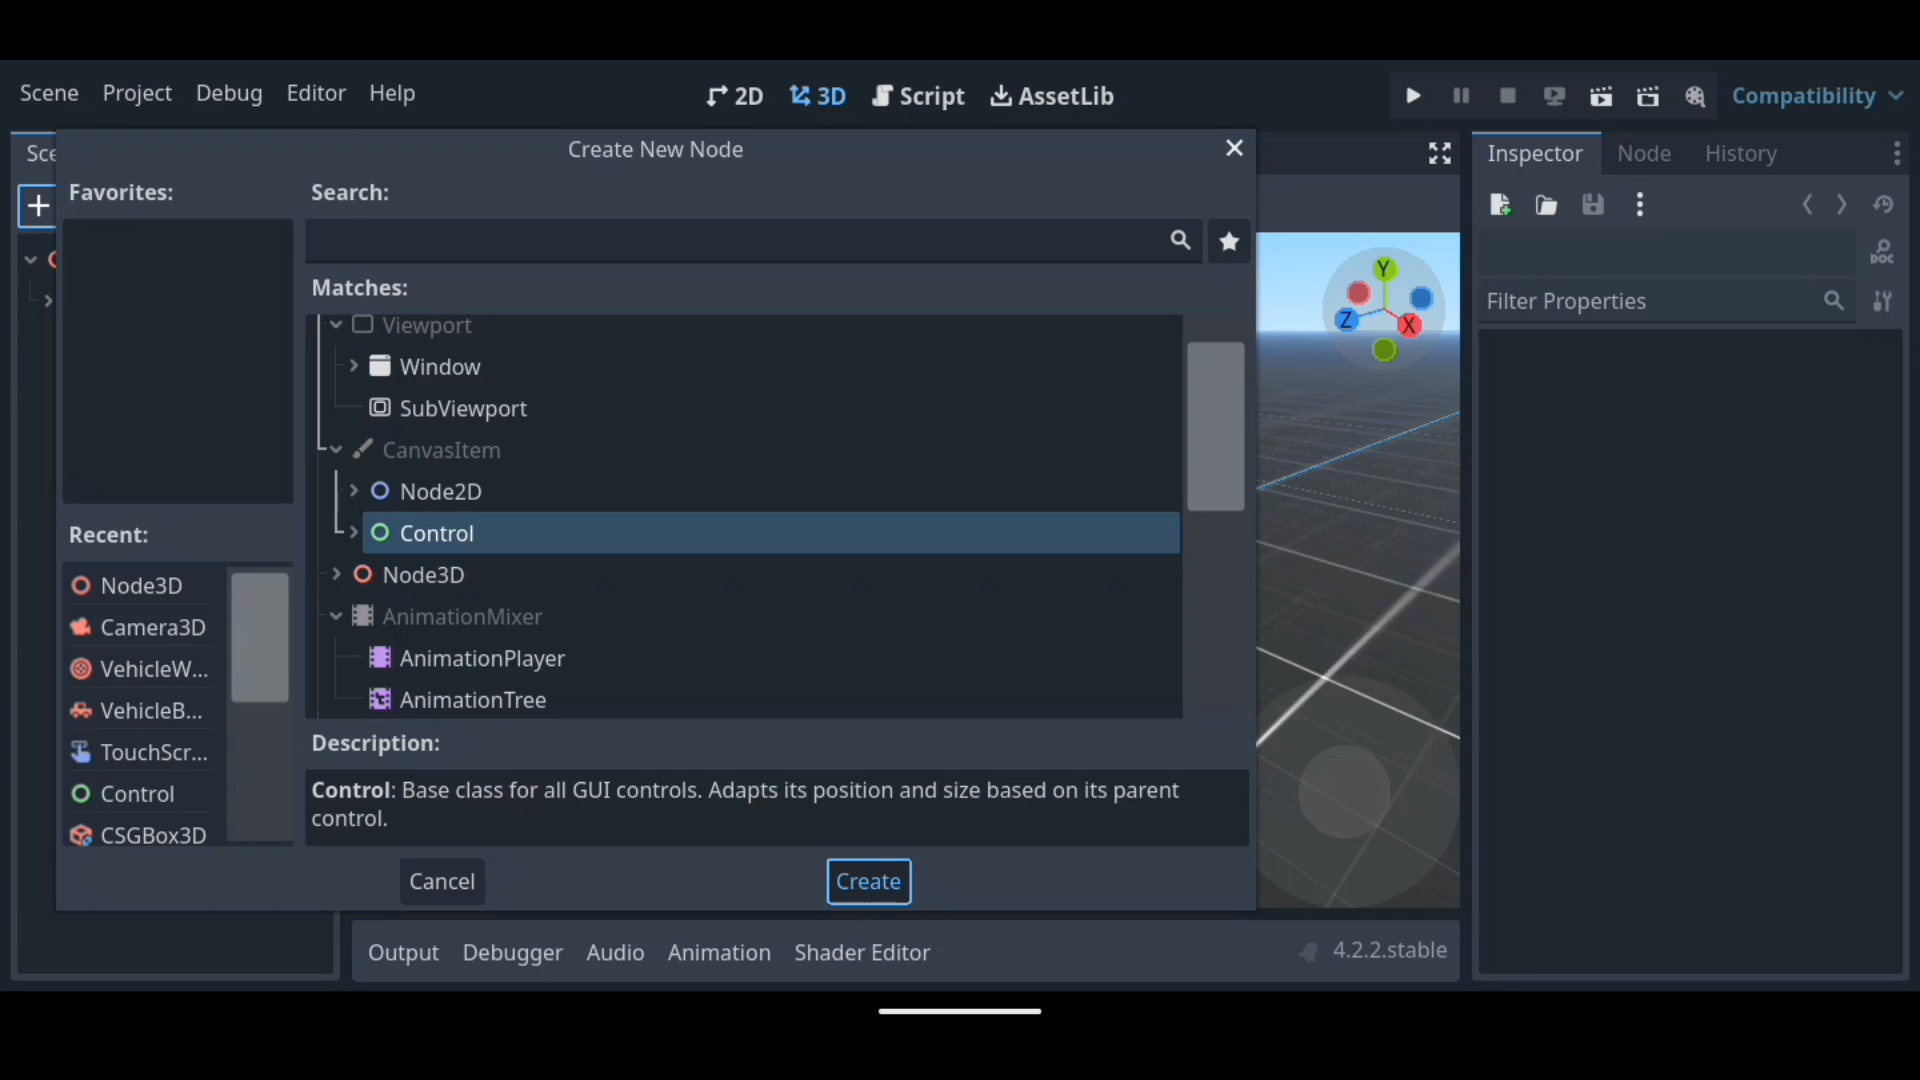 Scene Project Debug Editor Help
2D 3D Script AssetLib
Compatibility
Sce
Create New Node
Inspector Node History
Favorites:
Search:
DOC
Matches:
Filter Properties
Y
Z
X
Viewport
Window
SubViewport
CanvasItem
Node2D
Control
Node3D
AnimationMixer
AnimationPlayer
AnimationTree
Recent:
Node3D
Camera3D
VehicleW...
VehicleB...
TouchScr...
Control
CSGBox3D
Description:
Control: Base class for all GUI controls. Adapts its position and size based on its parent
control.
Cancel
Create
Output Debugger Audio Animation Shader Editor
4.2.2.stable